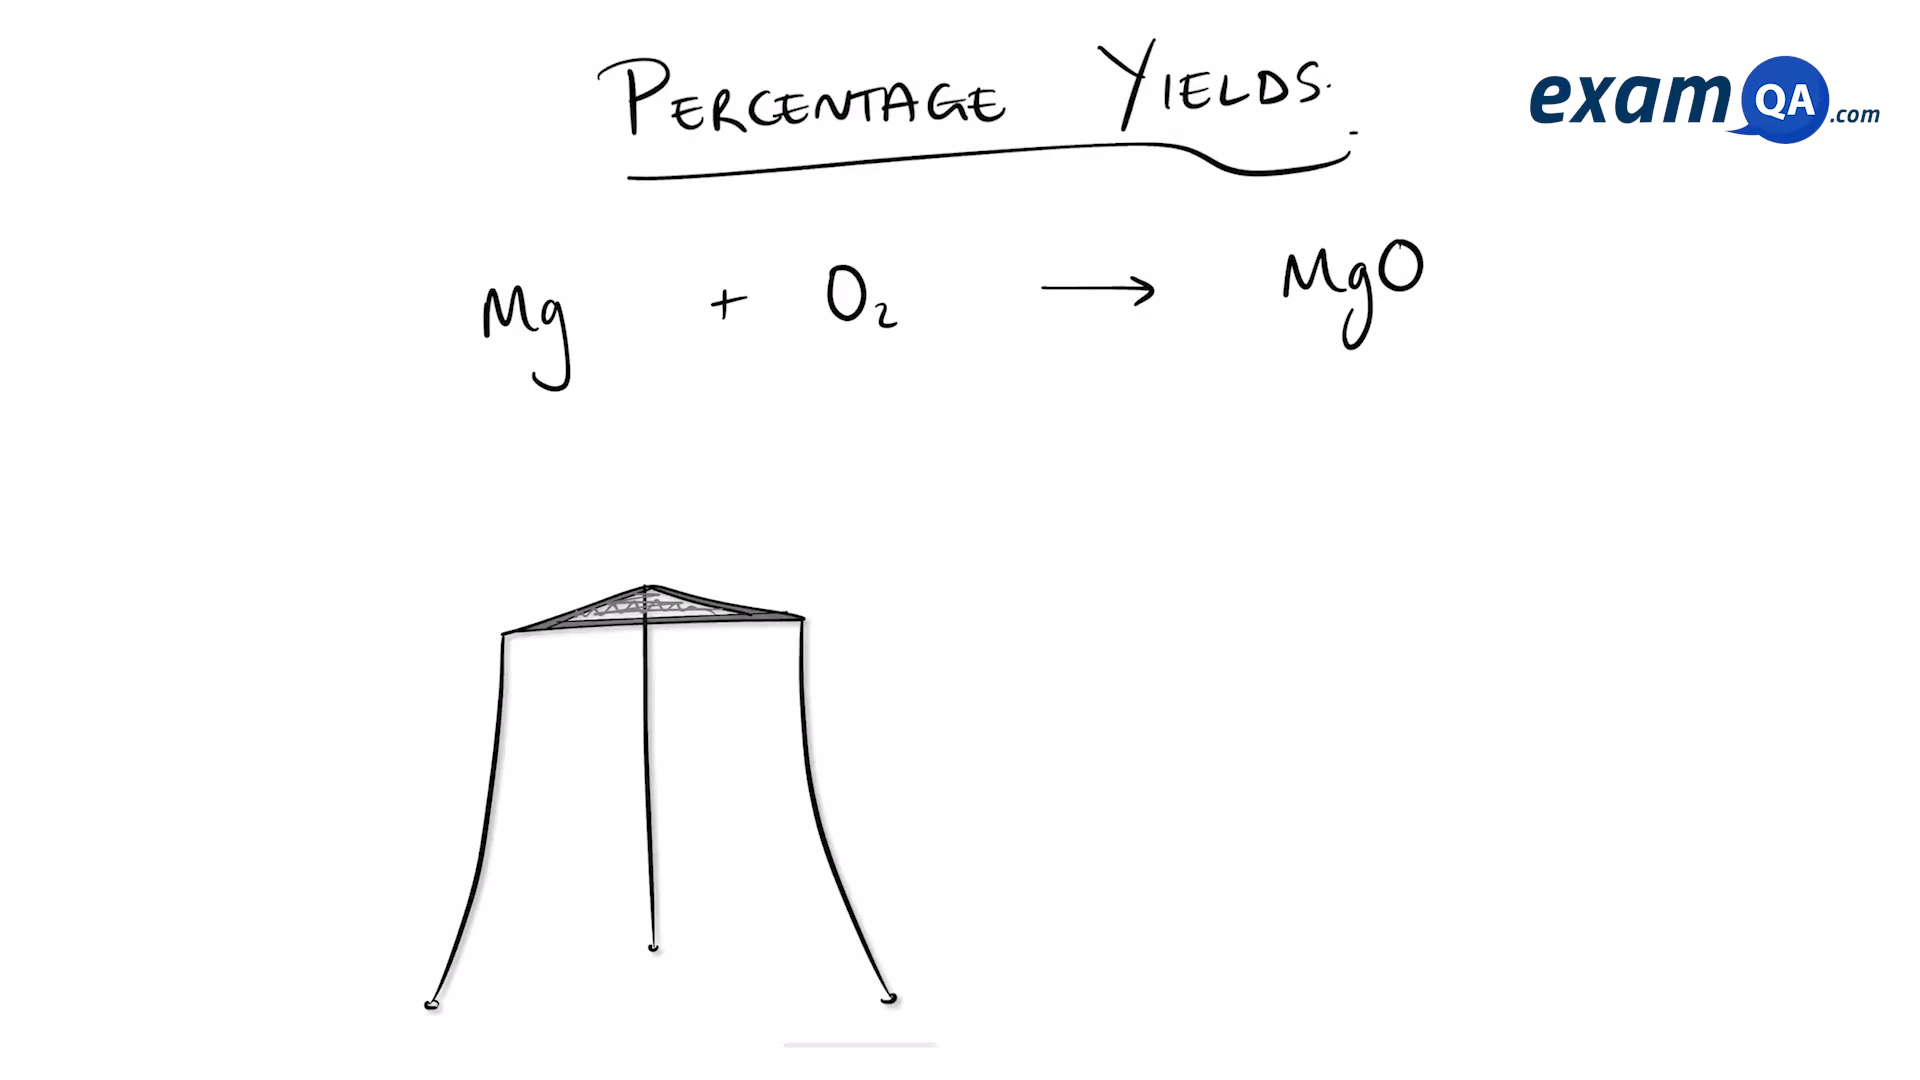 PERCENTAGE YIELDS.
examQA.com
Mg + O₂ → MgO